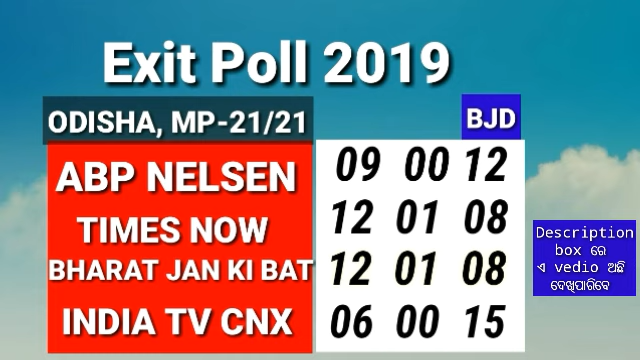 Exit Poll 2019
ODISHA, MP-21/21 BJD
ABP NELSEN 09 00 12
TIMES NOW 12 01 08
BHARAT JAN KI BAT 12 01 08
INDIA TV CNX 06 00 15
Description
box ରେ
ଏ vedio ଅଛି
ଦେଖିପାରିବେ